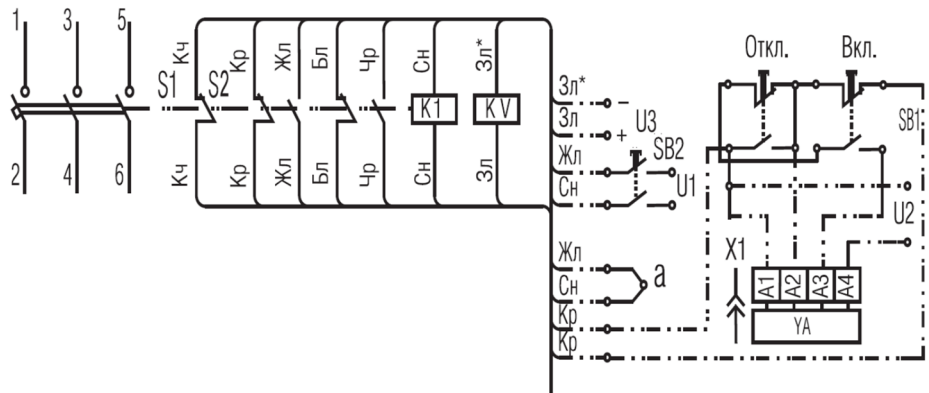 1 3 5
2 4 6
S1 S2
Кч Кр Жл Бл Чр Сн Зл*
K1 KV
Кч Кр Жл Бл Чр Сн Зл
Зл* −
Зл + U3
Жл SB2
Сн U1
Жл
Сн а
Кр
Кр
Откл. Вкл.
SB1
U2
X1
A1 A2 A3 A4
YA